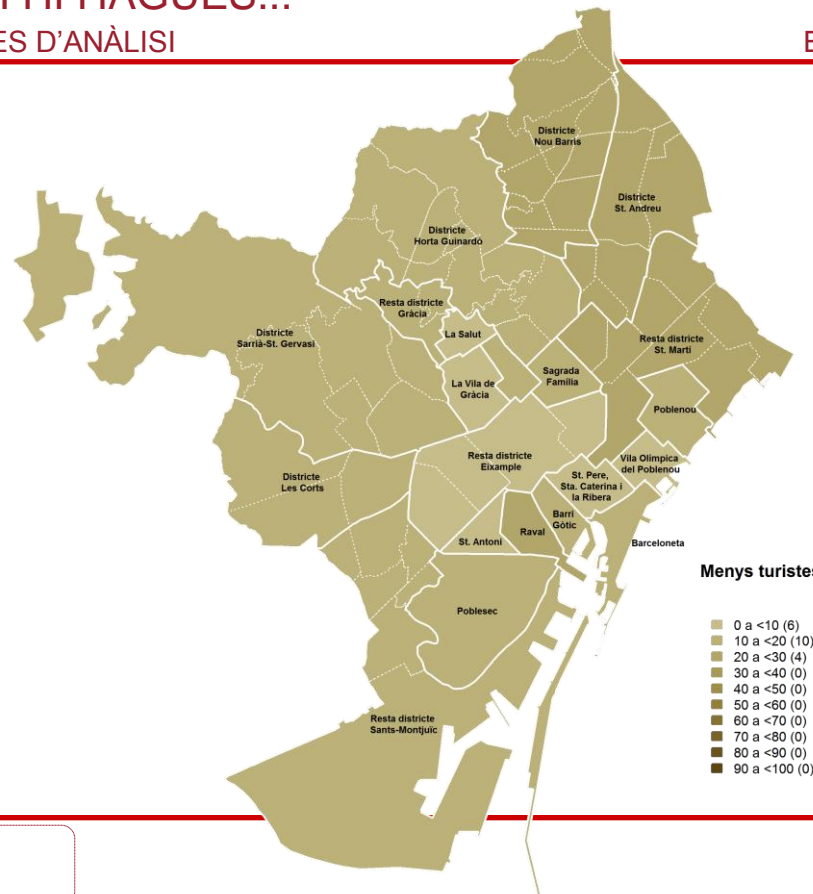 ES D'ANÀLISI
Districte
Nou Barris
Districte
St. Andreu
Districte
Horta Guinardó
Resta districte
Gràcia
La Salut
Districte
Sarrià-St. Gervasi
Resta districte
St. Martí
Sagrada
Família
La Vila de
Gràcia
Poblenou
Resta districte
Eixample
Vila Olímpica
del Poblenou
Districte
Les Corts
St. Pere,
Sta. Caterina i
la Ribera
Barri
Gòtic
Raval
St. Antoni
Barceloneta
Poblesec
Resta districte
Sants-Montjuïc
Menys turistes
0 a <10 (6)
10 a <20 (10)
20 a <30 (4)
30 a <40 (0)
40 a <50 (0)
50 a <60 (0)
60 a <70 (0)
70 a <80 (0)
80 a <90 (0)
90 a <100 (0)